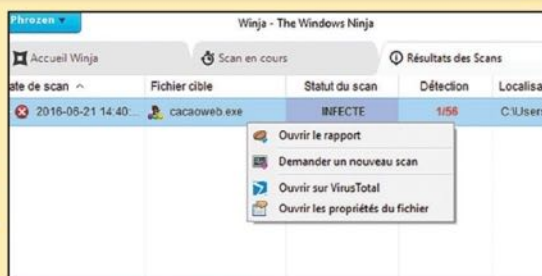 Phrozen
Winja - The Windows Ninja
Accueil Winja
Scan en cours
Résultats des Scans
ate de scan
Fichier cible
Statut du scan
Détection
Localisa
2016-06-21 14:40:...
cacaoweb.exe
INFECTE
1/56
C:\User
Ouvrir le rapport
Demander un nouveau scan
Ouvrir sur VirusTotal
Ouvrir les propriétés du fichier